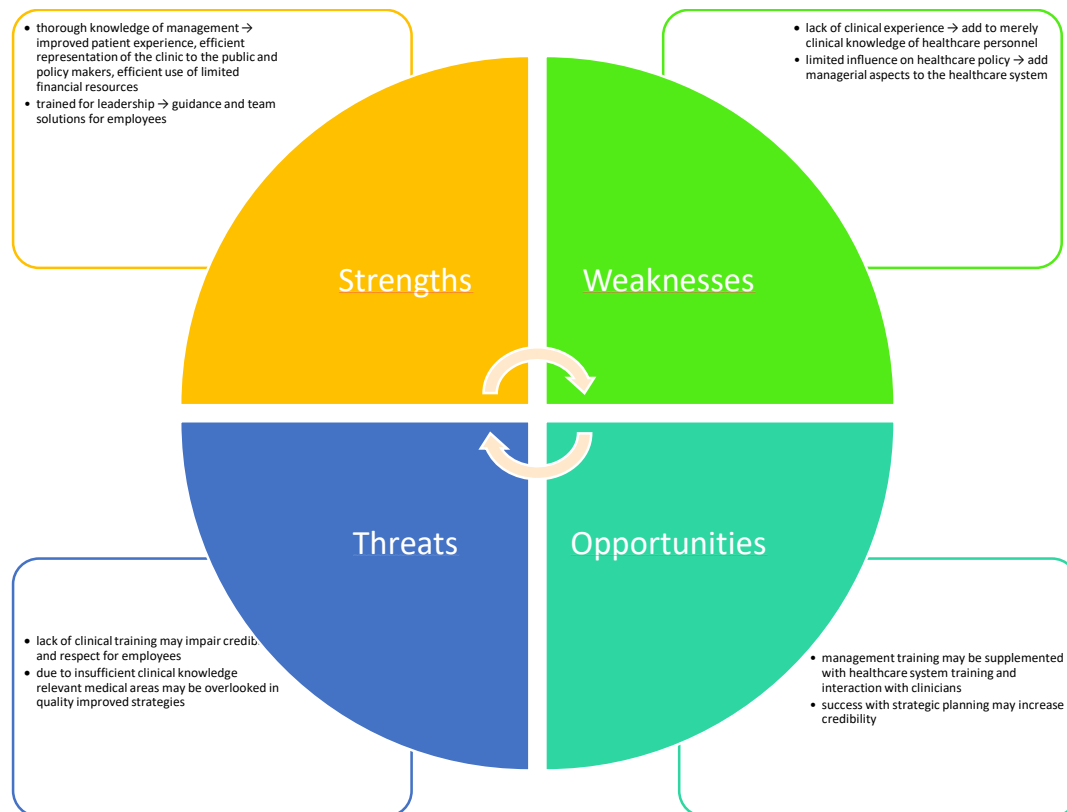 • thorough knowledge of management →
improved patient experience, efficient
representation of the clinic to the public and
policy makers, efficient use of limited
financial resources
• trained for leadership → guidance and team
solutions for employees
• lack of clinical experience → add to merely
clinical knowledge of healthcare personnel
• limited influence on healthcare policy → add
managerial aspects to the healthcare system
Strengths
Weaknesses
Threats
Opportunities
• lack of clinical training may impair
and respect for employees
• due to insufficient clinical knowledge
relevant medical areas may be overlooked in
quality improved strategies
• management training may be supplemented
with healthcare system training and
interaction with clinicians
• success with strategic planning may increase
credibility